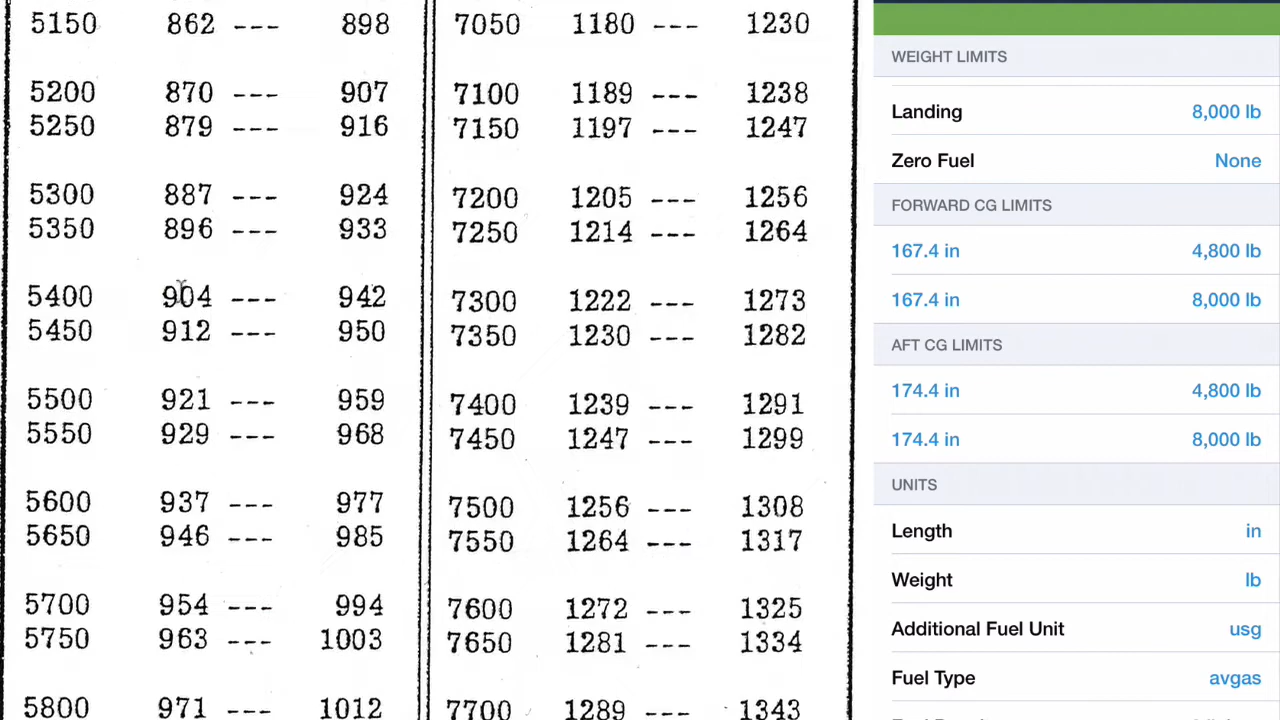 5150 862 --- 898
5200 870 --- 907
5250 879 --- 916
5300 887 --- 924
5350 896 --- 933
5400 904 --- 942
5450 912 --- 950
5500 921 --- 959
5550 929 --- 968
5600 937 --- 977
5650 946 --- 985
5700 954 --- 994
5750 963 --- 1003
5800 971 --- 1012
7050 1180 --- 1230
7100 1189 --- 1238
7150 1197 --- 1247
7200 1205 --- 1256
7250 1214 --- 1264
7300 1222 --- 1273
7350 1230 --- 1282
7400 1239 --- 1291
7450 1247 --- 1299
7500 1256 --- 1308
7550 1264 --- 1317
7600 1272 --- 1325
7650 1281 --- 1334
7700 1289 --- 1343
WEIGHT LIMITS
Landing 8,000 lb
Zero Fuel None
FORWARD CG LIMITS
167.4 in 4,800 lb
167.4 in 8,000 lb
AFT CG LIMITS
174.4 in 4,800 lb
174.4 in 8,000 lb
UNITS
Length in
Weight lb
Additional Fuel Unit usg
Fuel Type avgas